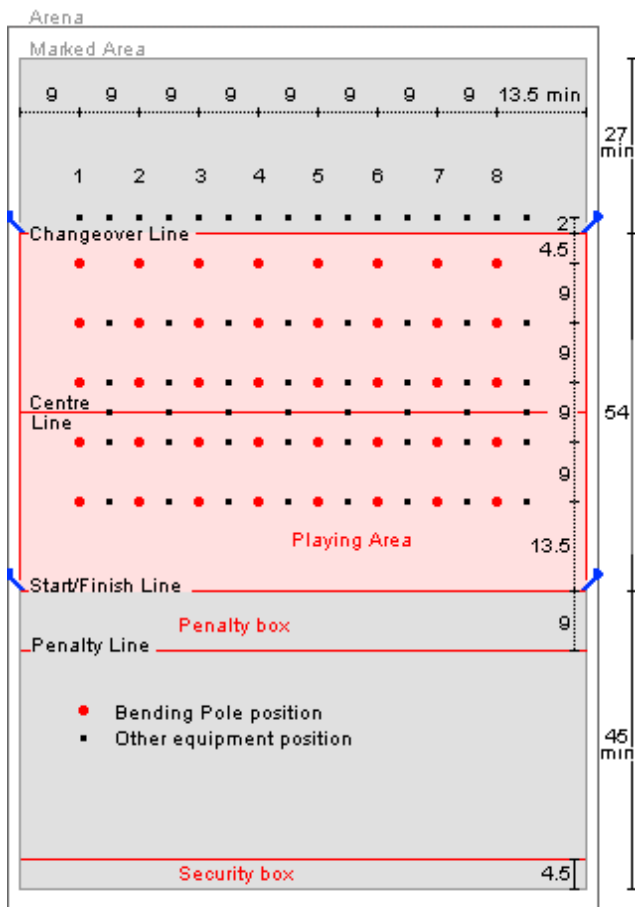 Arena
Marked Area
9 9 9 9 9 9 9 9 13.5 min
27 min
1 2 3 4 5 6 7 8
2
Changeover Line
4.5
9
9
Centre Line
9
54
9
Playing Area
13.5
Start/Finish Line
Penalty box
9
Penalty Line
Bending Pole position
Other equipment position
45 min
Security box
4.5